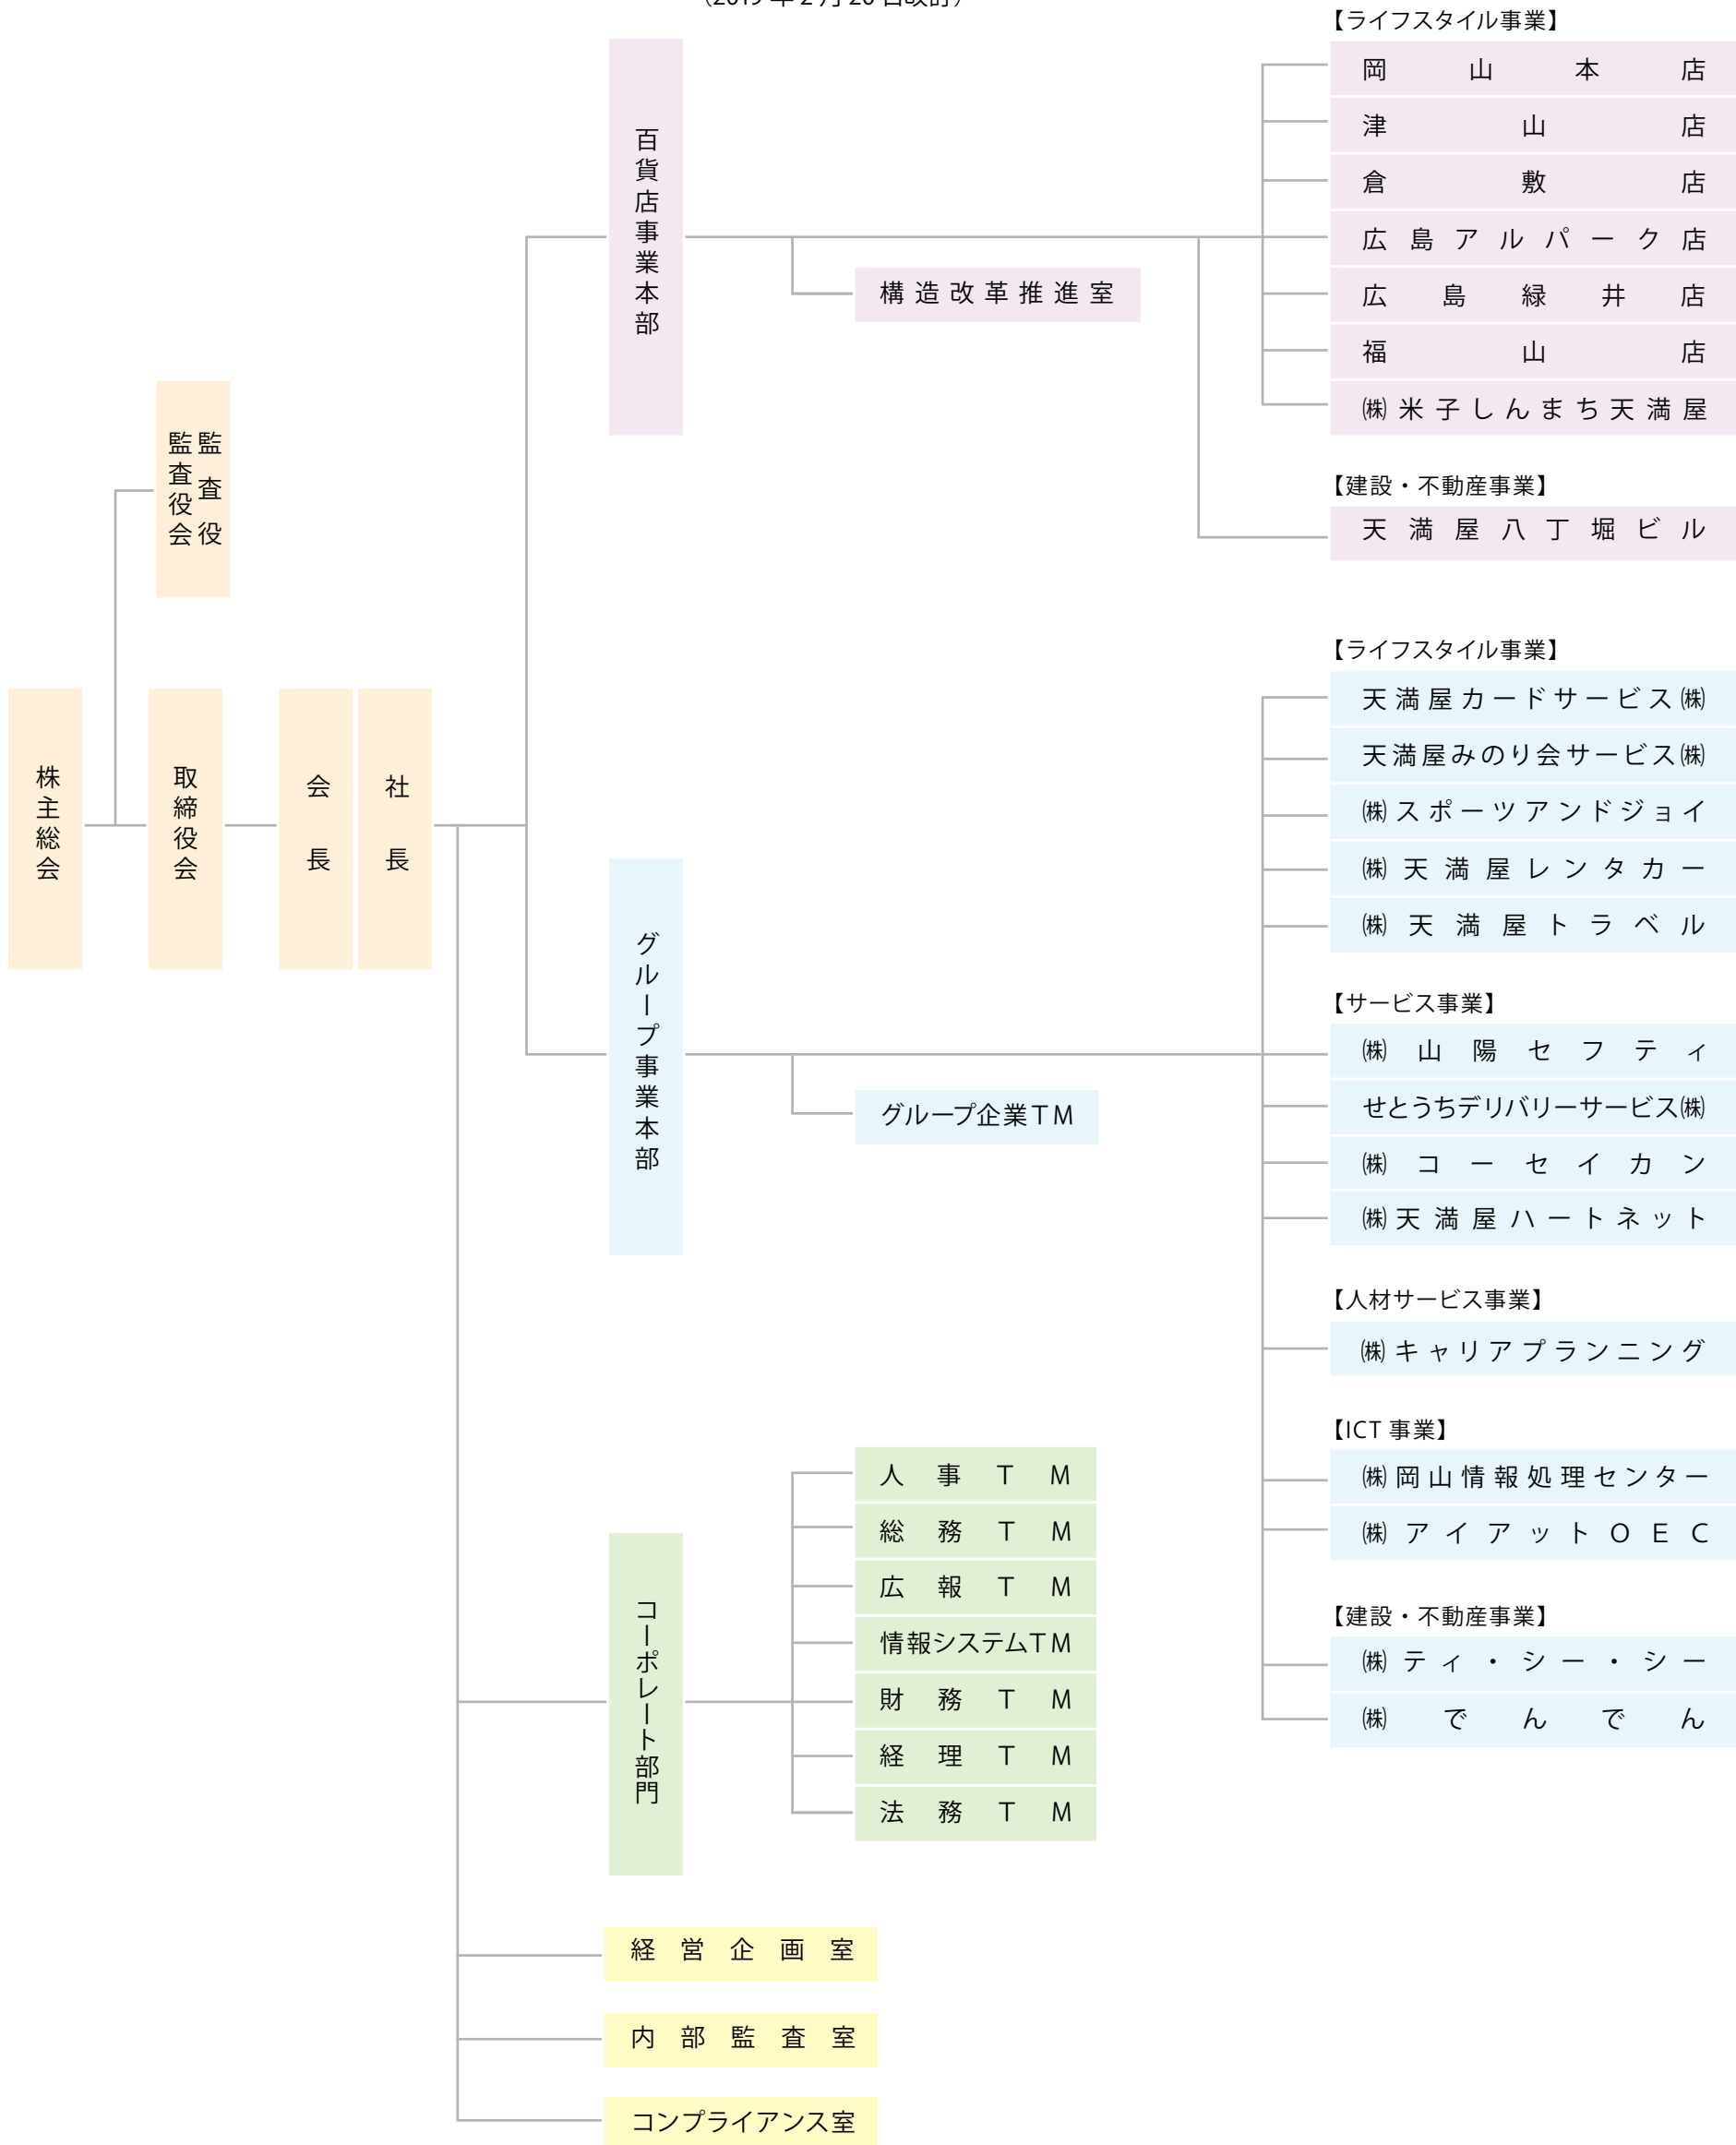 (2019 年 2 月 20 日改訂)
株主総会
監査役
監査役会
取締役会
会長
社長
百貨店事業本部
構造改革推進室
【ライフスタイル事業】
岡山本店
津山店
倉敷店
広島アルパーク店
広島緑井店
福山店
㈱米子しんまち天満屋
【建設・不動産事業】
天満屋八丁堀ビル
グループ事業本部
グループ企業TM
【ライフスタイル事業】
天満屋カードサービス㈱
天満屋みのり会サービス㈱
㈱スポーツアンドジョイ
㈱天満屋レンタカー
㈱天満屋トラベル
【サービス事業】
㈱山陽セフティ
せとうちデリバリーサービス㈱
㈱コーセイカン
㈱天満屋ハートネット
【人材サービス事業】
㈱キャリアプランニング
【ICT 事業】
㈱岡山情報処理センター
㈱アイアットOEC
【建設・不動産事業】
㈱ティ・シー・シー
㈱でんでん
コーポレート部門
人事TM
総務TM
広報TM
情報システムTM
財務TM
経理TM
法務TM
経営企画室
内部監査室
コンプライアンス室